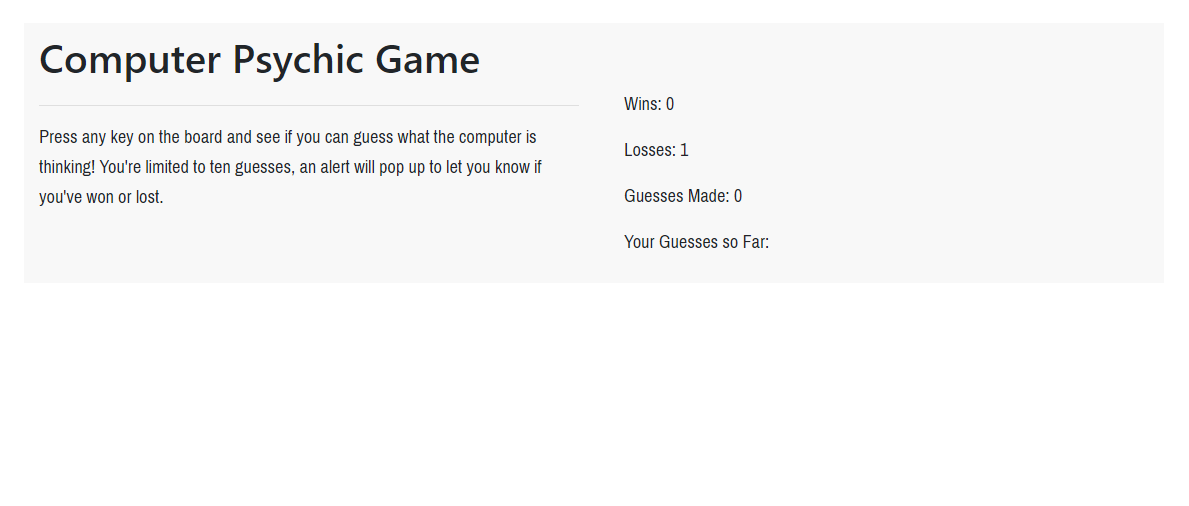 Computer Psychic Game
Press any key on the board and see if you can guess what the computer is
thinking! You're limited to ten guesses, an alert will pop up to let you know if
you've won or lost.
Wins: 0
Losses: 1
Guesses Made: 0
Your Guesses so Far: